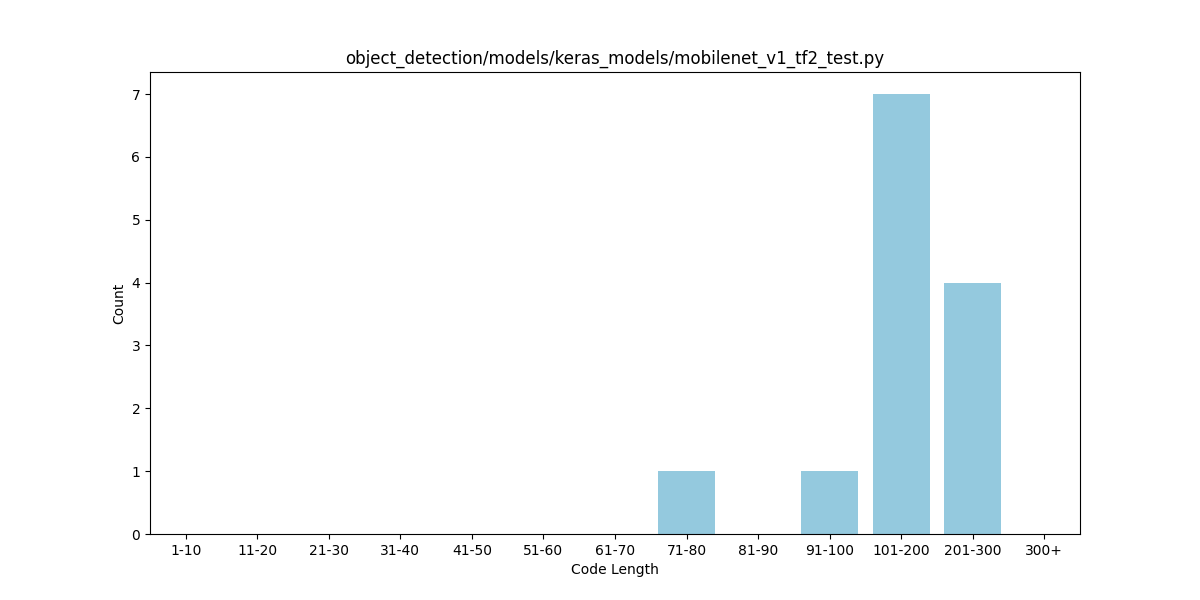 object_detection/models/keras_models/mobilenet_v1_tf2_test.py
7
6
5
4
3
2
1
0
Count
1-10 11-20 21-30 31-40 41-50 51-60 61-70 71-80 81-90 91-100 101-200 201-300 300+
Code Length